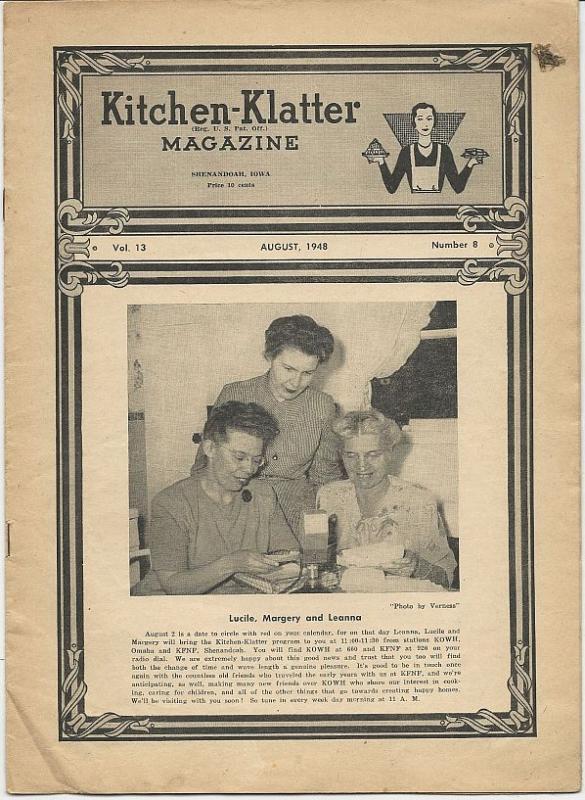 Kitchen-Klatter
(Reg. U. S. Pat. Off.)
MAGAZINE
SHENANDOAH, IOWA
Price 10 cents
Vol. 13
AUGUST, 1948
Number 8
"Photo by Verness"
Lucile, Margery and Leanna
August 2 is a date to circle with red on your calendar, for on that day Leanna, Lucile and
Margery will bring the Kitchen-Klatter program to you at 11:00-11:30 from stations KOWH,
Omaha and KFNF, Shenandoah. You will find KOWH at 660 and KFNF at 920 on your
radio dial. We are extremely happy about this good news and trust that you too will find
both the change of time and wave length a genuine pleasure. It's good to be in touch once
again with the countless old friends who traveled the early years with us at KFNF, and we're
anticipating, as well, making many new friends over KOWH who share our interest in cook-
ing, caring for children, and all of the other things that go towards creating happy homes.
We'll be visiting with you soon! So tune in every week day morning at 11 A. M.